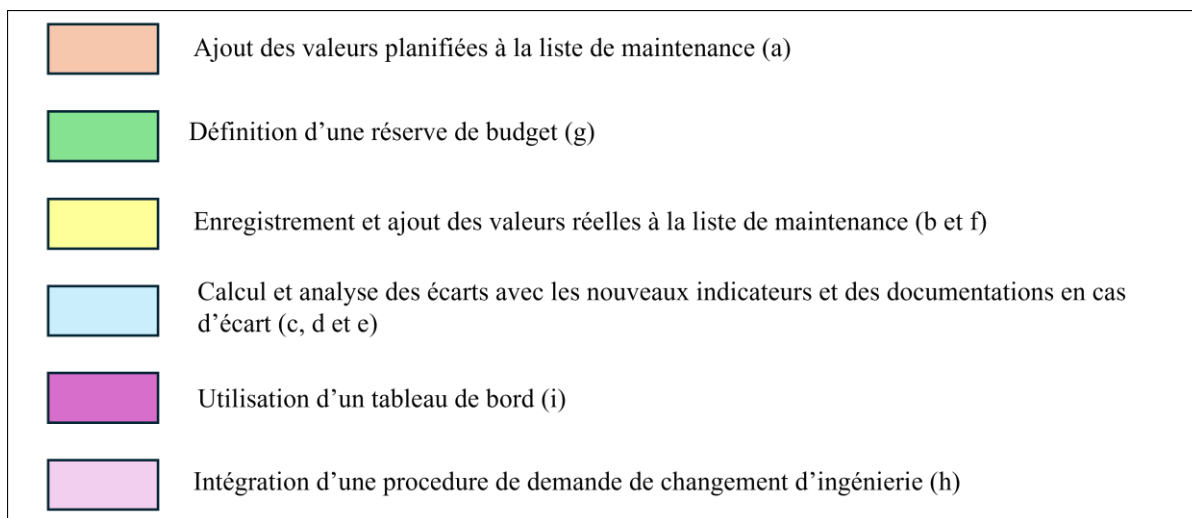 Ajout des valeurs planifiées à la liste de maintenance (a)
Définition d’une réserve de budget (g)
Enregistrement et ajout des valeurs réelles à la liste de maintenance (b et f)
Calcul et analyse des écarts avec les nouveaux indicateurs et des documentations en cas
d’écart (c, d et e)
Utilisation d’un tableau de bord (i)
Intégration d’une procedure de demande de changement d’ingénierie (h)